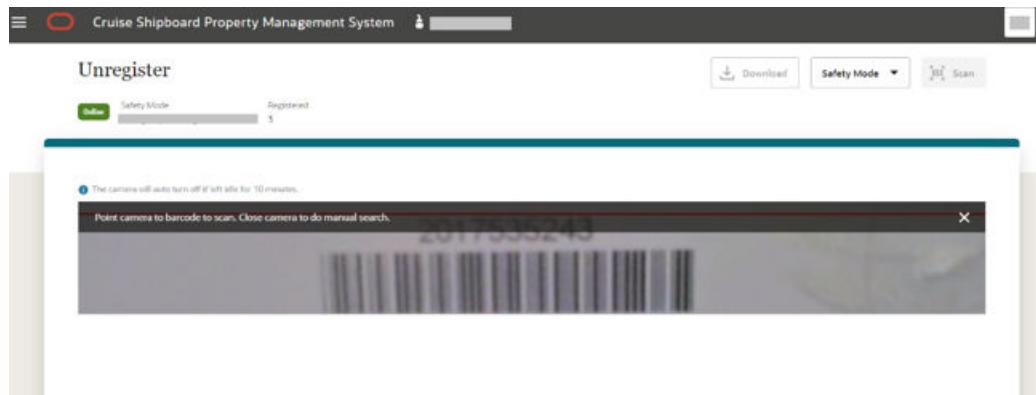 Cruise Shipboard Property Management System
Unregister
Download
Safety Mode
Scan
Online
Safety Mode
Registered
3
The camera will auto turn off if left idle for 10 minutes.
Point camera to barcode to scan. Close camera to do manual search.
2017535243